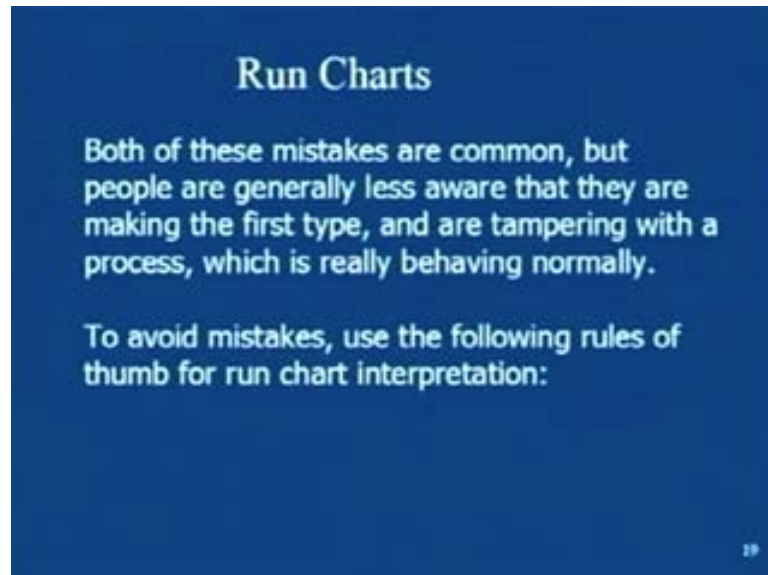 Run Charts
Both of these mistakes are common, but
people are generally less aware that they are
making the first type, and are tampering with a
process, which is really behaving normally.
To avoid mistakes, use the following rules of
thumb for run chart interpretation:
19